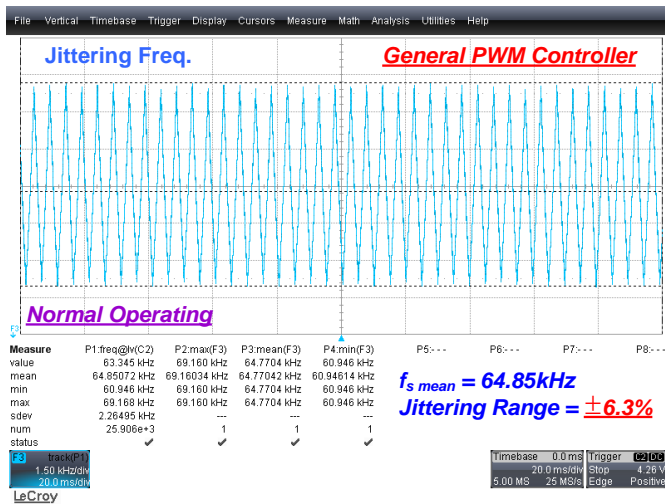 File Vertical Timebase Trigger Display Cursors Measure Math Analysis Utilities Help
Jittering Freq.
General PWM Controller
Normal Operating
F3
Measure P1:freq@lv(C2) P2:max(F3) P3:mean(F3) P4:min(F3) P5:- - - P6:- - - P7:- - - P8:- - -
value 63.345 kHz 69.160 kHz 64.7704 kHz 60.946 kHz
mean 64.85072 kHz 69.16034 kHz 64.77042 kHz 60.94614 kHz
min 60.946 kHz 69.160 kHz 64.7704 kHz 60.946 kHz
max 69.168 kHz 69.160 kHz 64.7704 kHz 60.946 kHz
sdev 2.26495 kHz --- --- ---
num 25.906e+3 1 1 1
status ✔ ✔ ✔ ✔
fs mean = 64.85kHz
Jittering Range = ±6.3%
F3 track(P1)
1.50 kHz/div
20.0 ms/div
Timebase 0.0 ms
20.0 ms/div
5.00 MS 25 MS/s
Trigger C2 DC
Stop 4.26 V
Edge Positive
LeCroy